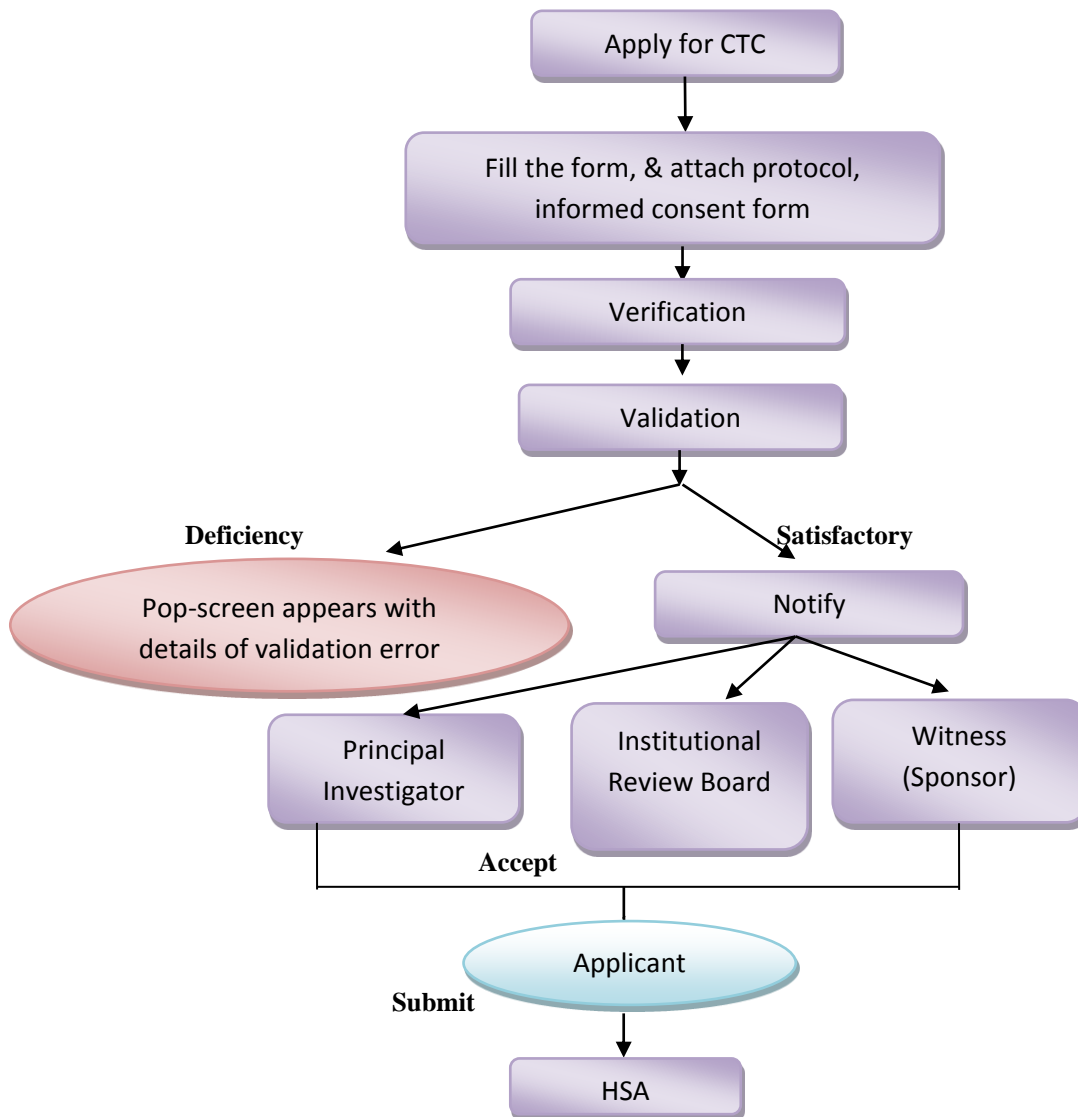 Apply for CTC
Fill the form, & attach protocol,
informed consent form
Verification
Validation
Deficiency
Satisfactory
Pop-screen appears with
details of validation error
Notify
Principal
Investigator
Institutional
Review Board
Witness
(Sponsor)
Accept
Applicant
Submit
HSA